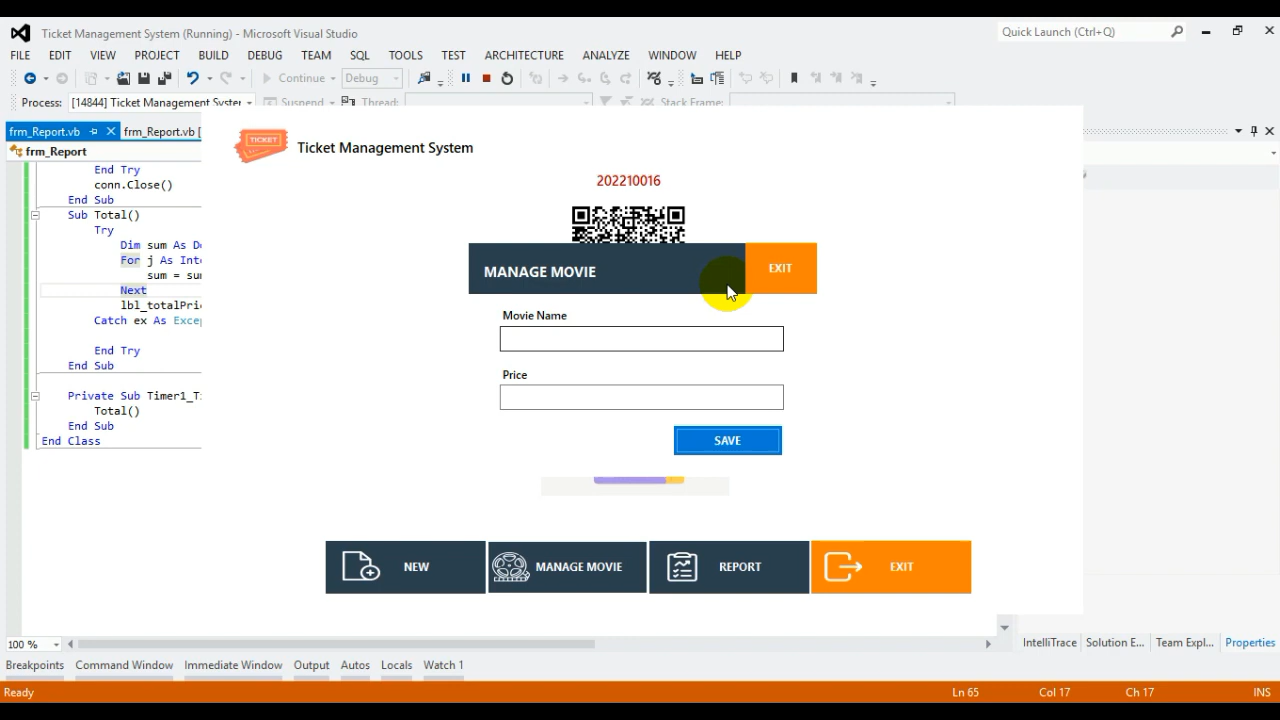 Ticket Management System (Running) - Microsoft Visual Studio
Quick Launch (Ctrl+Q)
FILE EDIT VIEW PROJECT BUILD DEBUG TEAM SQL TOOLS TEST ARCHITECTURE ANALYZE WINDOW HELP
Continue Debug
Process: [14844] Ticket Management Syster Suspend Thread: Stack Frame:
frm_Report.vb frm_Report.vb [
frm_Report
End Try
conn.Close()
End Sub
Sub Total()
Try
Dim sum As
For j As
sum =
Next
Catch ex As
End Try
End Sub
Private Sub
Total()
End Sub
End Class
TICKET
Ticket Management System
202210016
MANAGE MOVIE EXIT
Movie Name
Price
SAVE
NEW MANAGE MOVIE REPORT EXIT
100 %
IntelliTrace Solution E... Team Expl... Properties
Breakpoints Command Window Immediate Window Output Autos Locals Watch 1
Ready Ln 65 Col 17 Ch 17 INS